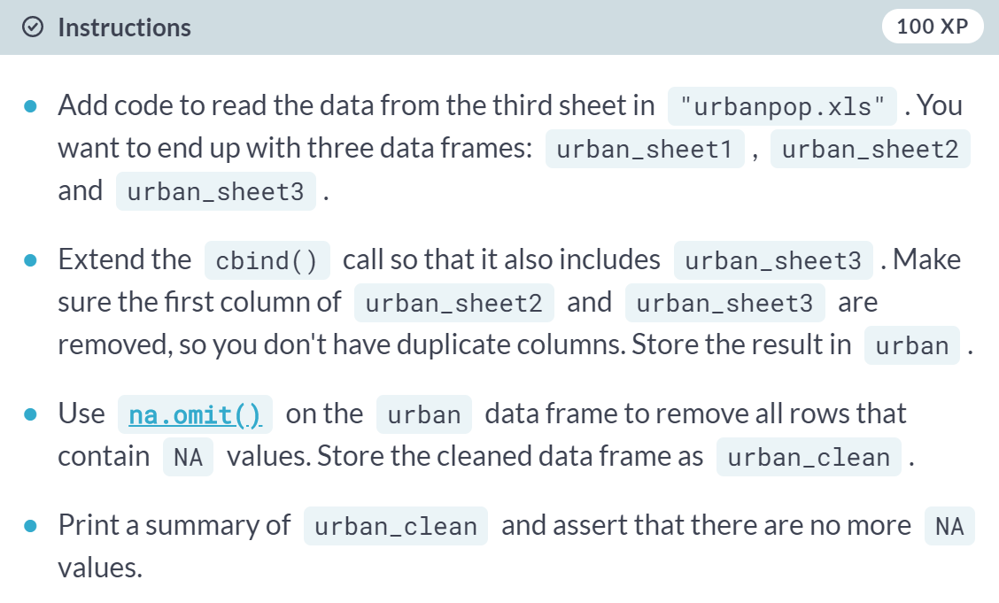 Instructions 100 XP
Add code to read the data from the third sheet in "urbanpop.xls" . You
want to end up with three data frames: urban_sheet1 , urban_sheet2
and urban_sheet3 .
Extend the cbind() call so that it also includes urban_sheet3 . Make
sure the first column of urban_sheet2 and urban_sheet3 are
removed, so you don't have duplicate columns. Store the result in urban .
Use na.omit() on the urban data frame to remove all rows that
contain NA values. Store the cleaned data frame as urban_clean .
Print a summary of urban_clean and assert that there are no more NA
values.